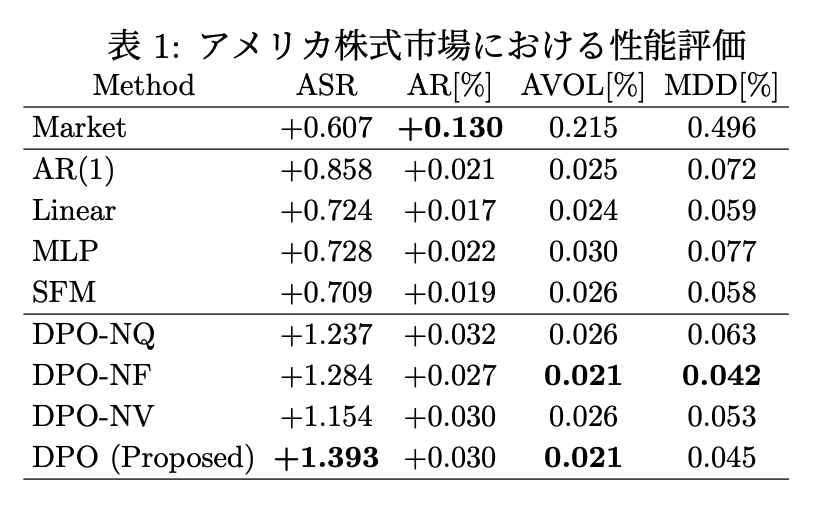 表 1: アメリカ株式市場における性能評価
Method ASR AR[%] AVOL[%] MDD[%]
Market +0.607 +0.130 0.215 0.496
AR(1) +0.858 +0.021 0.025 0.072
Linear +0.724 +0.017 0.024 0.059
MLP +0.728 +0.022 0.030 0.077
SFM +0.709 +0.019 0.026 0.058
DPO-NQ +1.237 +0.032 0.026 0.063
DPO-NF +1.284 +0.027 0.021 0.042
DPO-NV +1.154 +0.030 0.026 0.053
DPO (Proposed) +1.393 +0.030 0.021 0.045